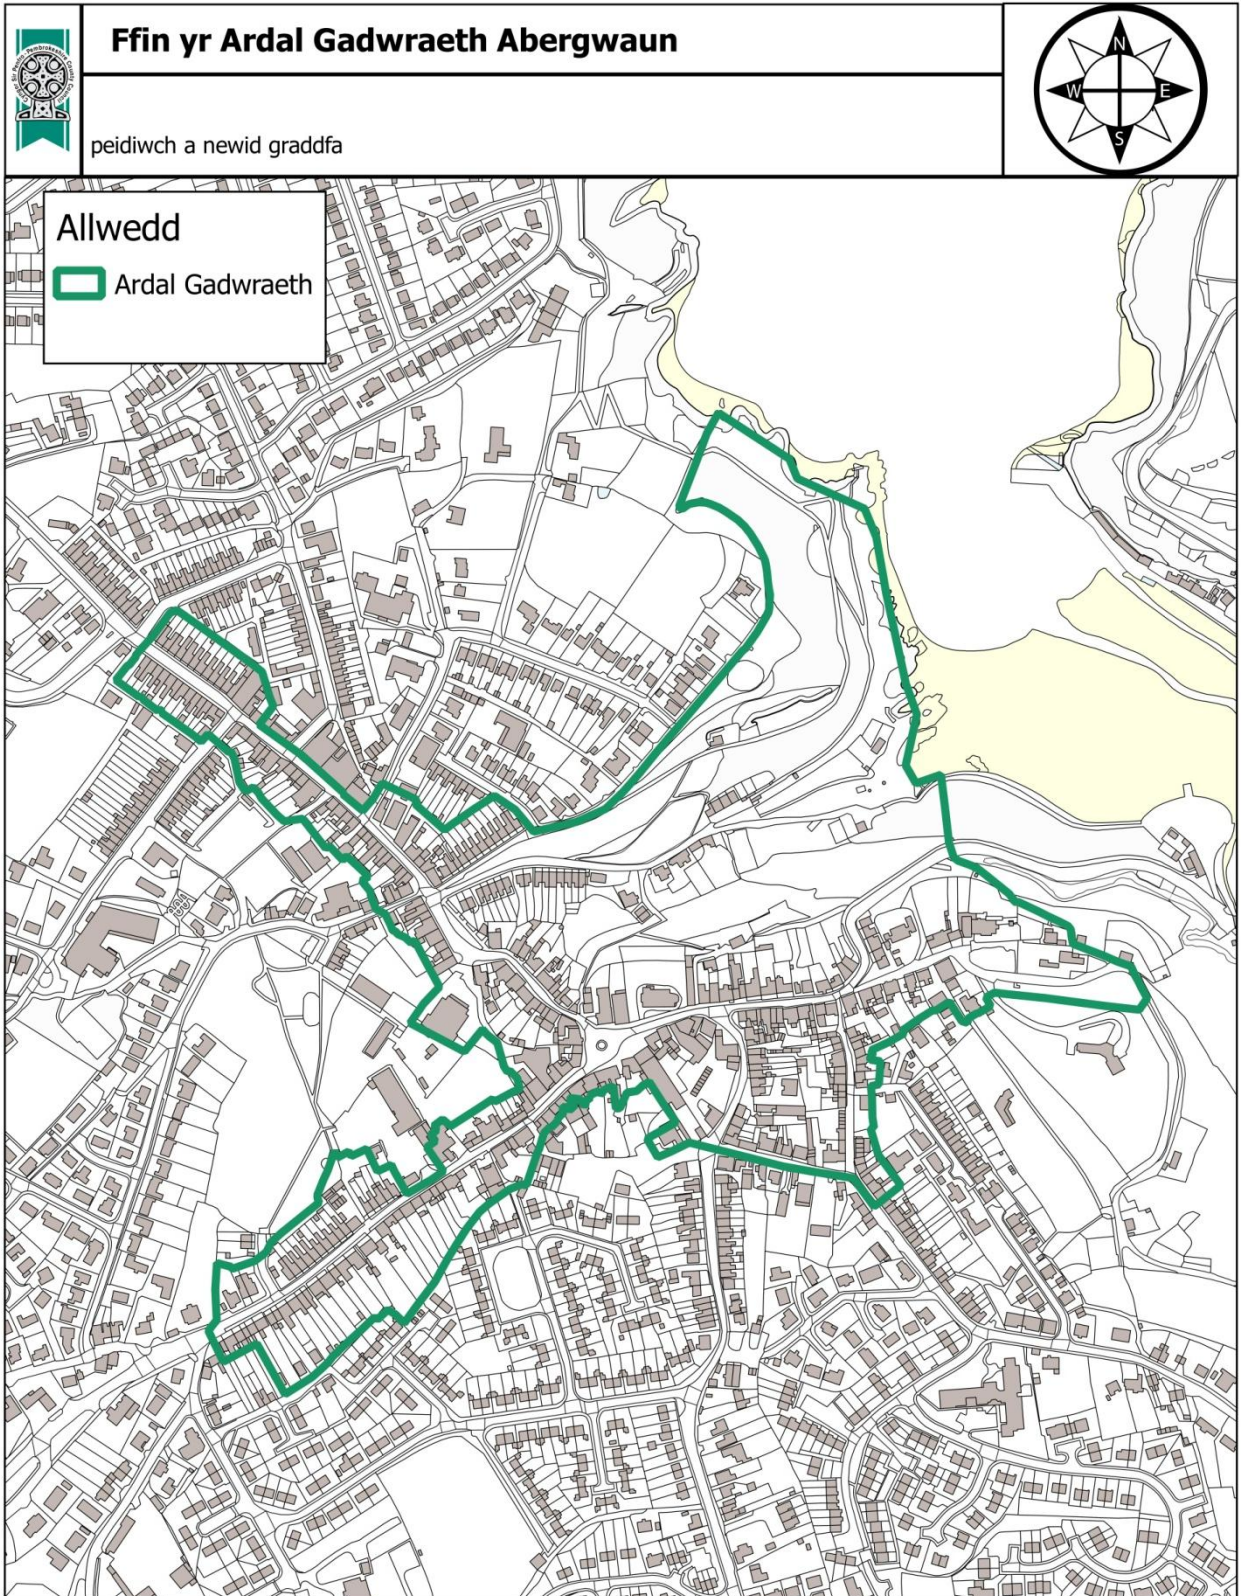 Ffin yr Ardal Gadwraeth Abergwaun
peidiwch a newid graddfa
N
W
E
S
Allwedd
Ardal Gadwraeth